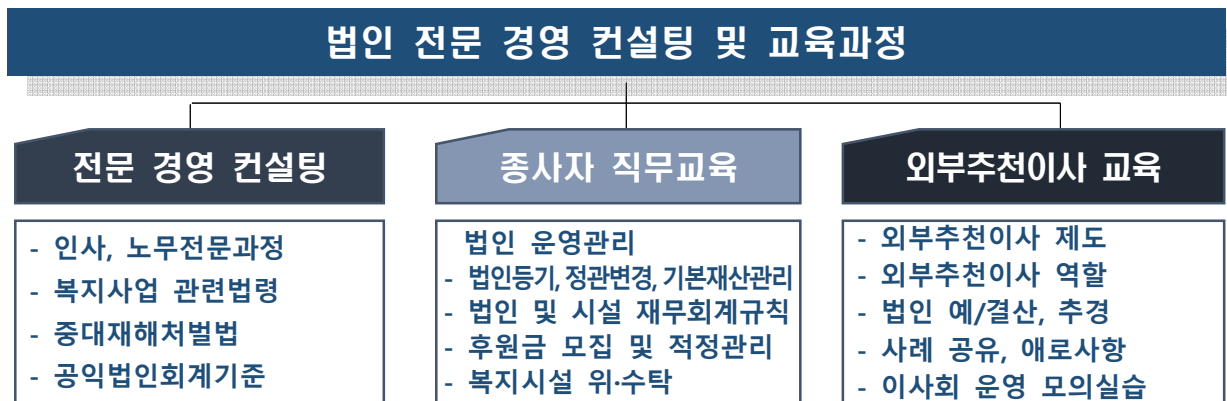 법인 전문 경영 컨설팅 및 교육과정
전문 경영 컨설팅
- 인사, 노무전문과정
- 복지사업 관련법령
- 중대재해처벌법
- 공익법인회계기준
종사자 직무교육
법인 운영관리
- 법인등기, 정관변경, 기본재산관리
- 법인 및 시설 재무회계규칙
- 후원금 모집 및 적정관리
- 복지시설 위·수탁
외부추천이사 교육
- 외부추천이사 제도
- 외부추천이사 역할
- 법인 예/결산, 추경
- 사례 공유, 애로사항
- 이사회 운영 모의실습